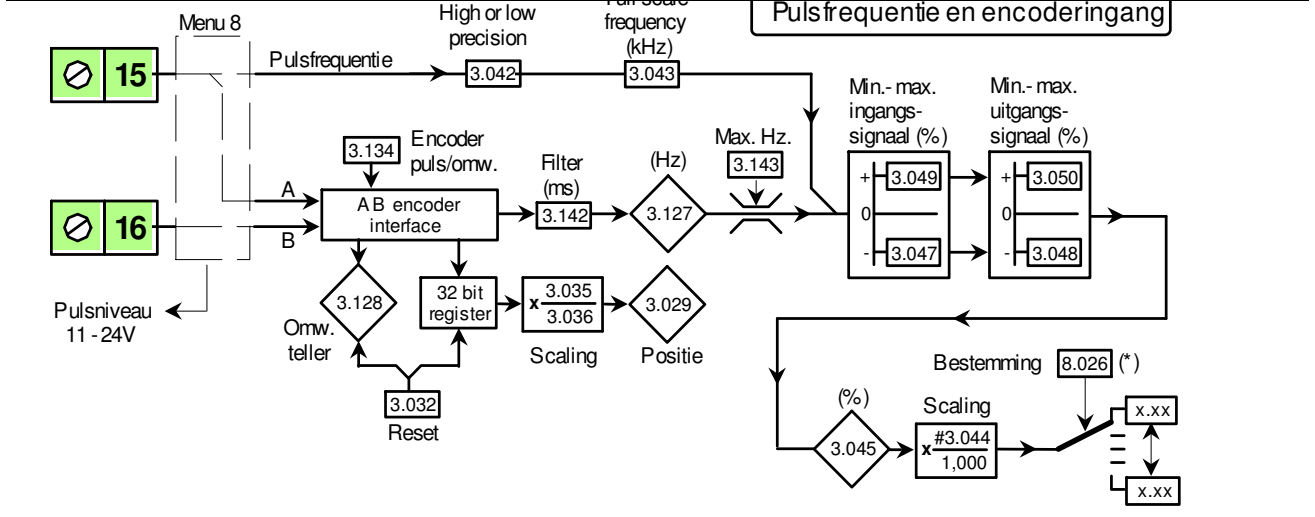 Pulsfrequentie en encoderingang
Menu 8
High or low
precision
Full scale
frequency
(kHz)
15
Pulsfrequentie
3.042
3.043
Min.- max.
ingangs-
signaal (%)
Min.- max.
uitgangs-
signaal (%)
3.134
Encoder
puls/omw.
Filter
(ms)
(Hz)
Max. Hz.
3.143
+
3.049
+
3.050
A
AB encoder
interface
3.142
3.127
0
0
16
B
-
3.047
-
3.048
3.128
32 bit
register
x
3.035
3.036
3.029
Pulsniveau
11 - 24V
Omw.
teller
Scaling
Positie
3.032
Reset
Bestemming
8.026
(*)
(%)
Scaling
x.xx
3.045
x
#3.044
1,000
x.xx